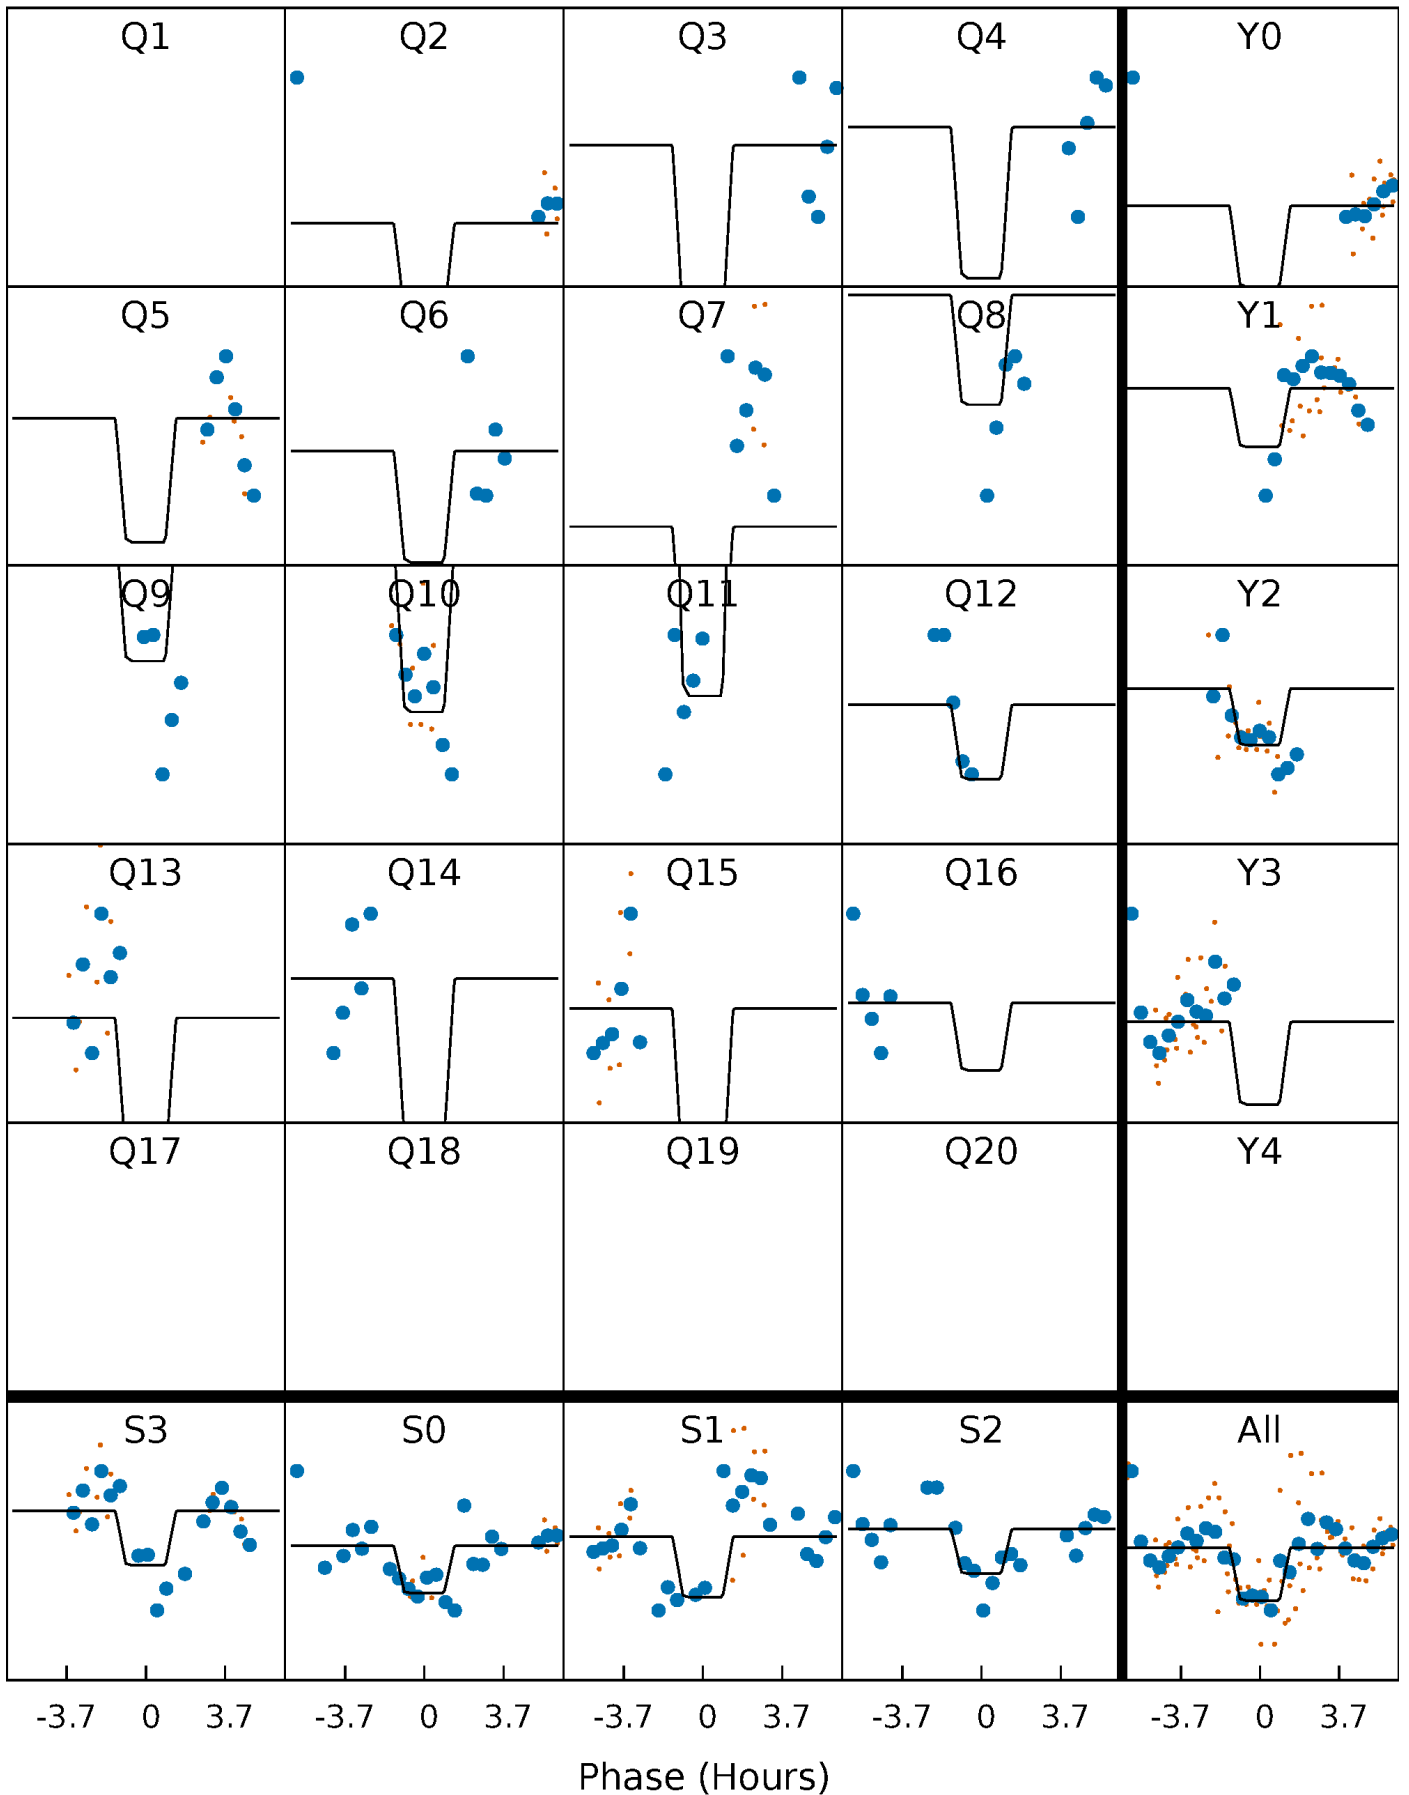 Q1 Q2 Q3 Q4 Y0
Q5 Q6 Q7 Q8 Y1
Q9 Q10 Q11 Q12 Y2
Q13 Q14 Q15 Q16 Y3
Q17 Q18 Q19 Q20 Y4
S3 S0 S1 S2 All
-3.7 0 3.7 -3.7 0 3.7 -3.7 0 3.7 -3.7 0 3.7 -3.7 0 3.7
Phase (Hours)